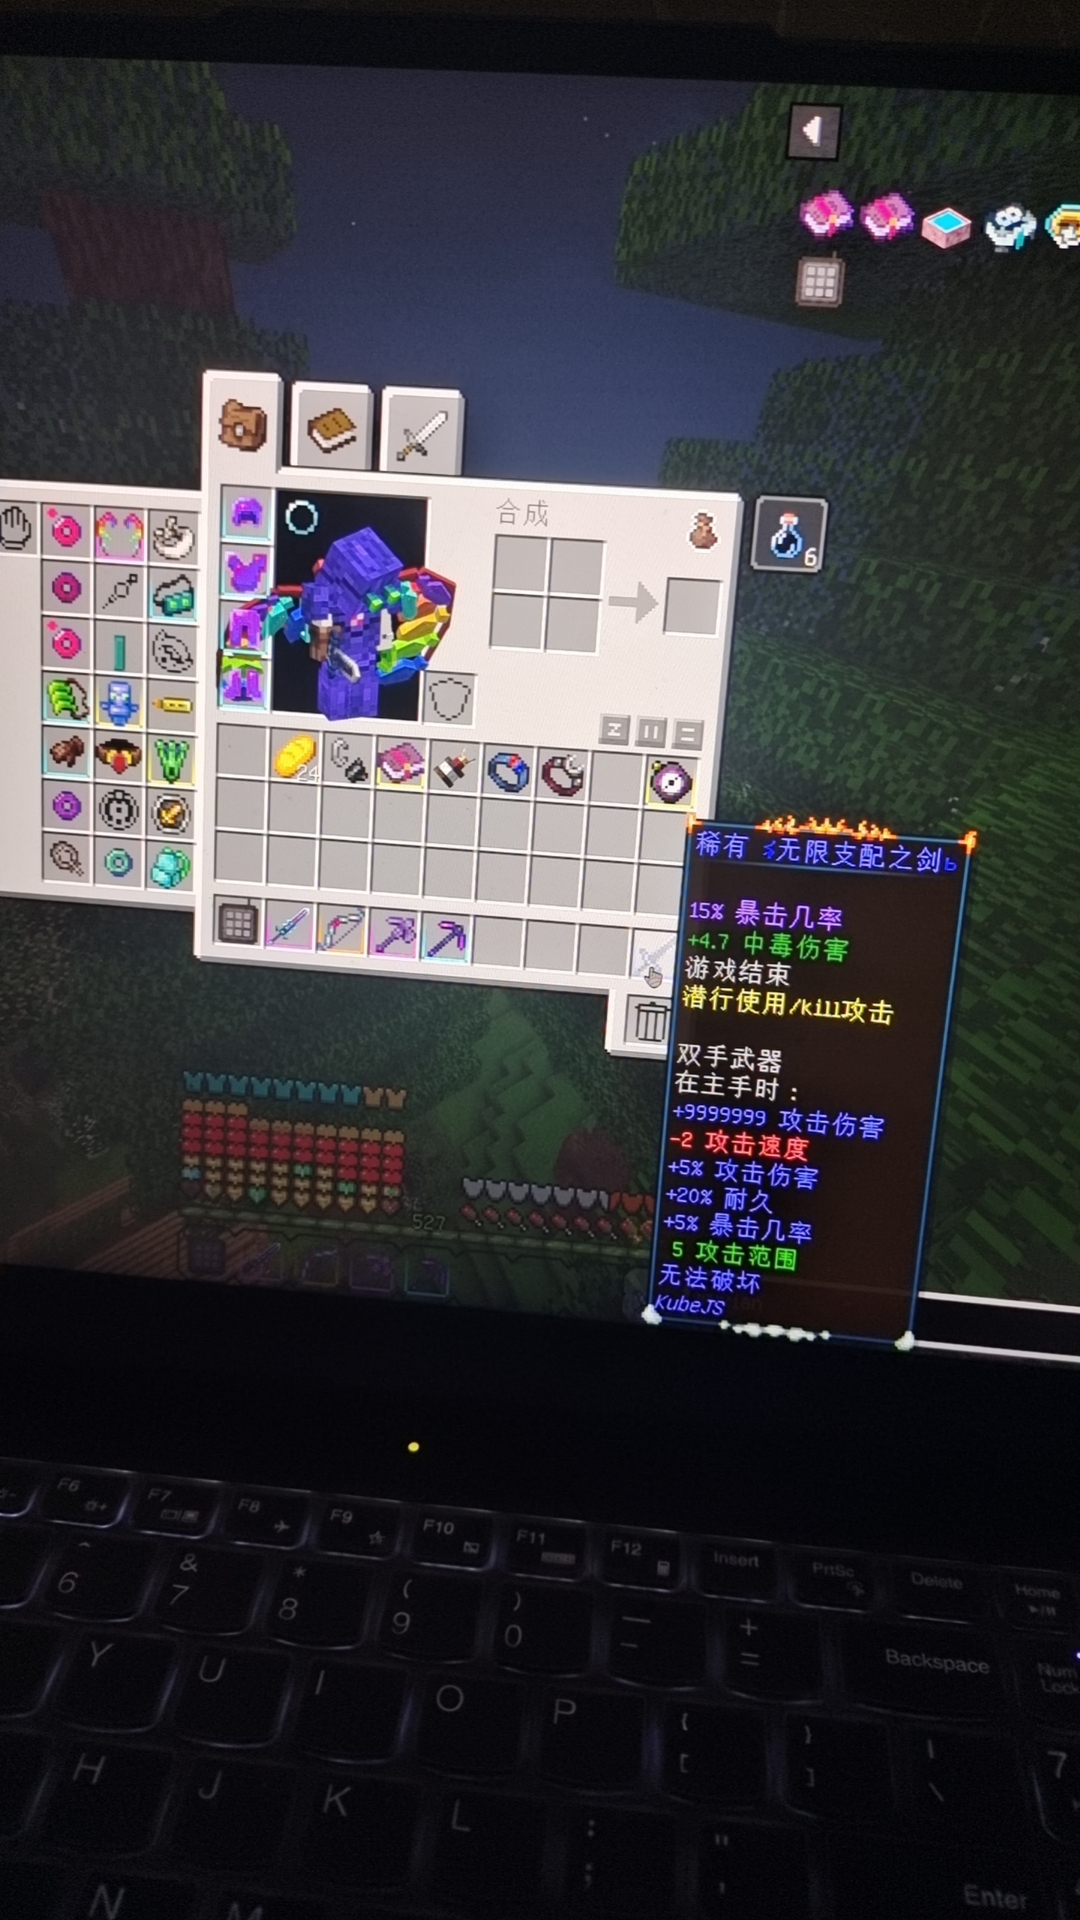 合成
6
24
稀有 无限支配之剑
15% 暴击几率
+4.7 中毒伤害
游戏结束
潜行使用/kill攻击
双手武器
在主手时：
+9999999 攻击伤害
-2 攻击速度
+5% 攻击伤害
+20% 耐久
+5% 暴击几率
5 攻击范围
无法破坏
KubeJS
527
F6
F7
F8
F9
F10
F11
F12
Insert
PrtSc
Delete
Home
^
6
&
7
*
8
(
9
)
0
—
-
+
=
Backspace
Num
Lock
Y
U
I
O
P
{
[
}
]
|
\
7
H
J
K
L
:
;
"
'
Enter
N
M